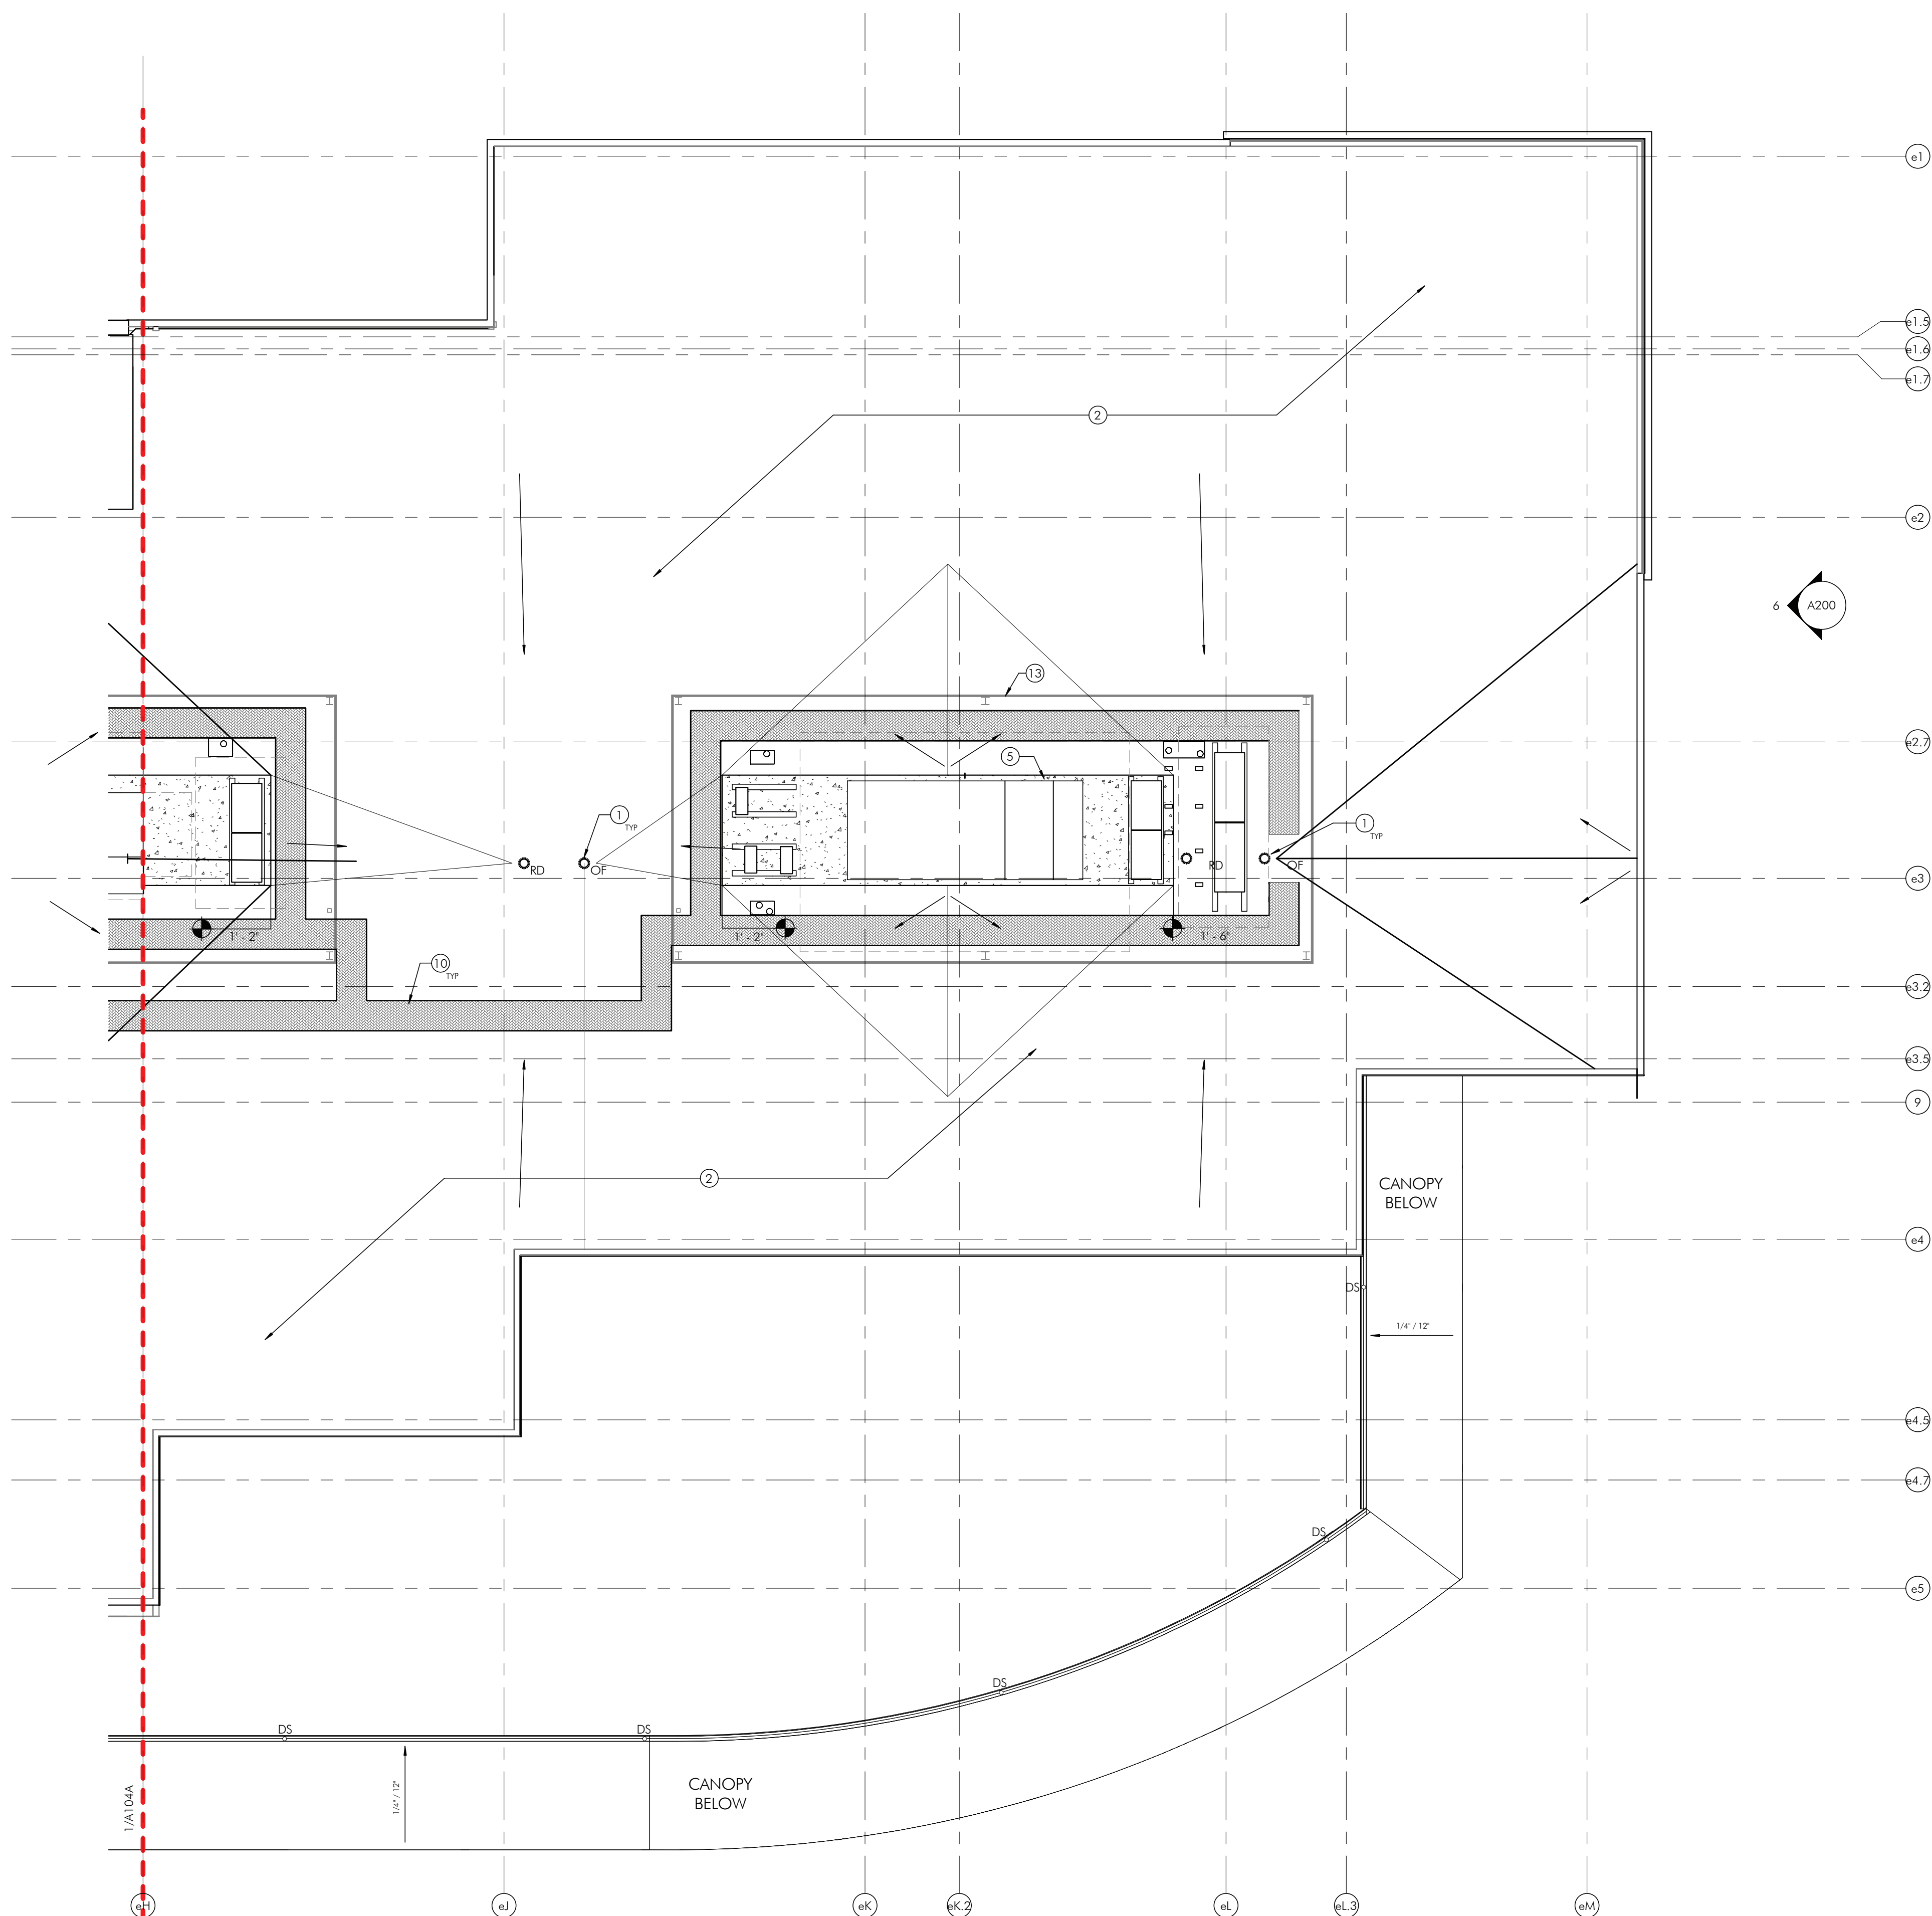 e1
e1.5
e1.6
e1.7
2
e2
6
A200
13
e2.7
5
1
TYP
1
TYP
RD
OF
RD
OF
e3
1' - 2"
1' - 2"
1' - 6"
10
TYP
e3.2
e3.5
9
2
CANOPY
BELOW
e4
DS
1/4" / 12"
e4.5
e4.7
DS
e5
DS
DS
DS
CANOPY
BELOW
1/4" / 12"
1/A104A
eH
eJ
eK
eK.2
eL
eL.3
eM